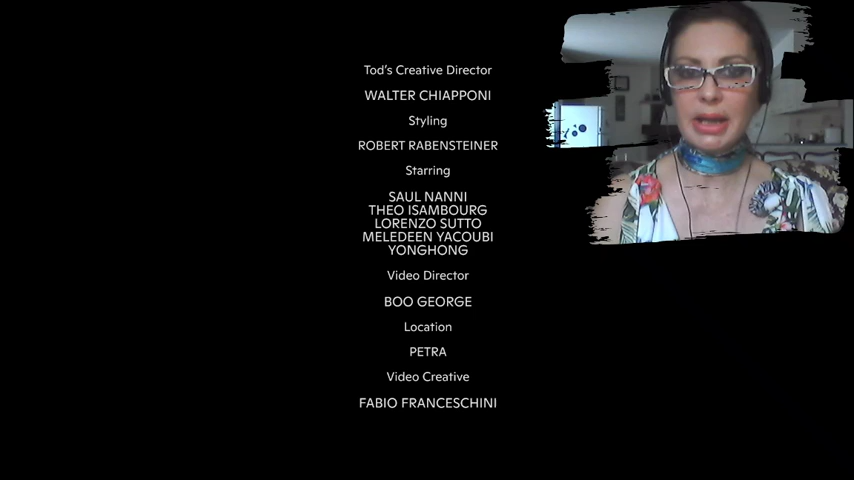 Tod's Creative Director
WALTER CHIAPPONI
Styling
ROBERT RABENSTEINER
Starring
SAUL NANNI
THEO ISAMBOURG
LORENZO SUTTO
MELEDEEN YACOUBI
YONGHONG
Video Director
BOO GEORGE
Location
PETRA
Video Creative
FABIO FRANCESCHINI